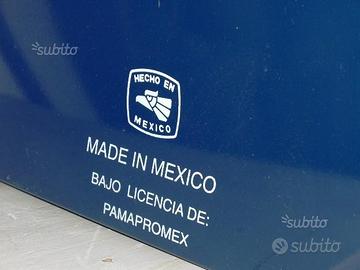 subito
HECHO EN
MEXICO
MADE IN MEXICO
BAJO LICENCIA DE:
PAMAPROMEX
subito
subito